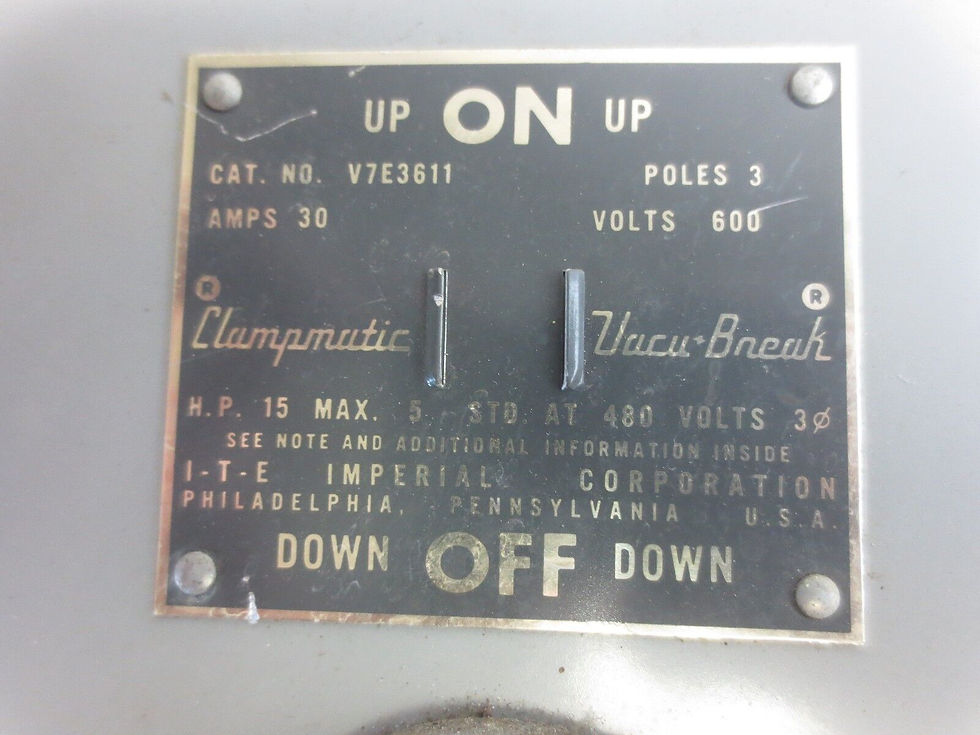 UP ON UP
CAT. NO. V7E3611 POLES 3
AMPS 30 VOLTS 600
® ®
Clampmatic Vacu-Break
H.P. 15 MAX. 5 STD. AT 480 VOLTS 3Ø
SEE NOTE AND ADDITIONAL INFORMATION INSIDE
I-T-E IMPERIAL CORPORATION
PHILADELPHIA, PENNSYLVANIA U.S.A.
DOWN OFF DOWN